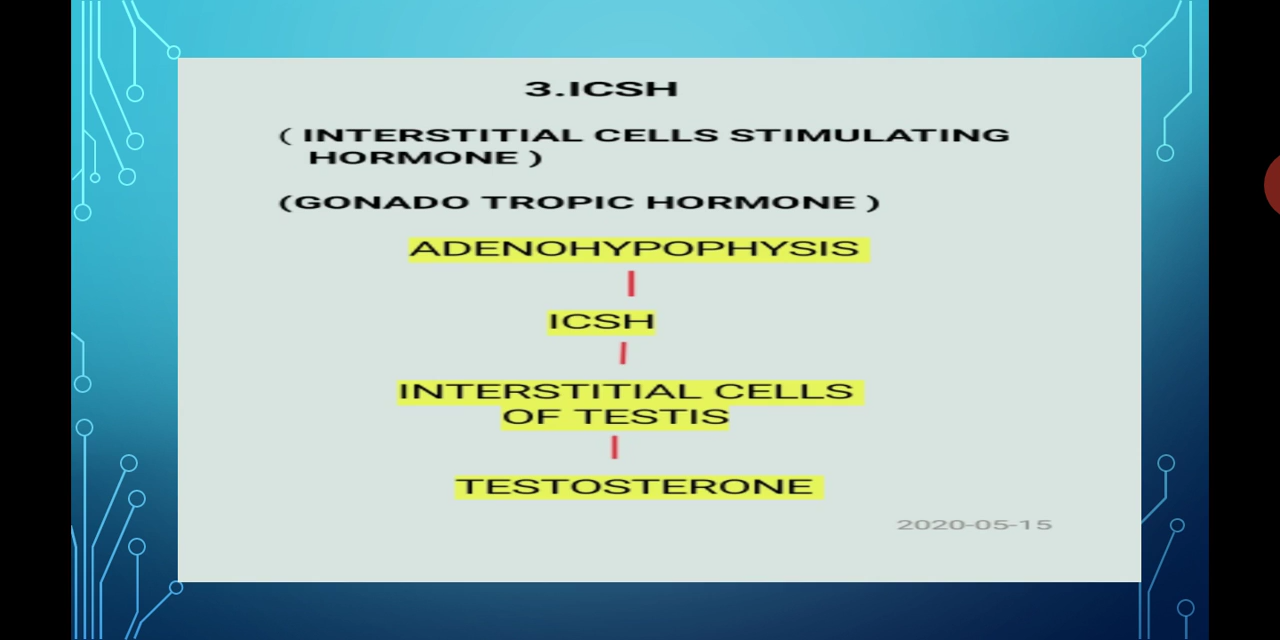 3.ICSH
( INTERSTITIAL CELLS STIMULATING
HORMONE )
(GONADO TROPIC HORMONE )
ADENOHYPOPHYSIS
ICSH
INTERSTITIAL CELLS
OF TESTIS
TESTOSTERONE
2020-05-15